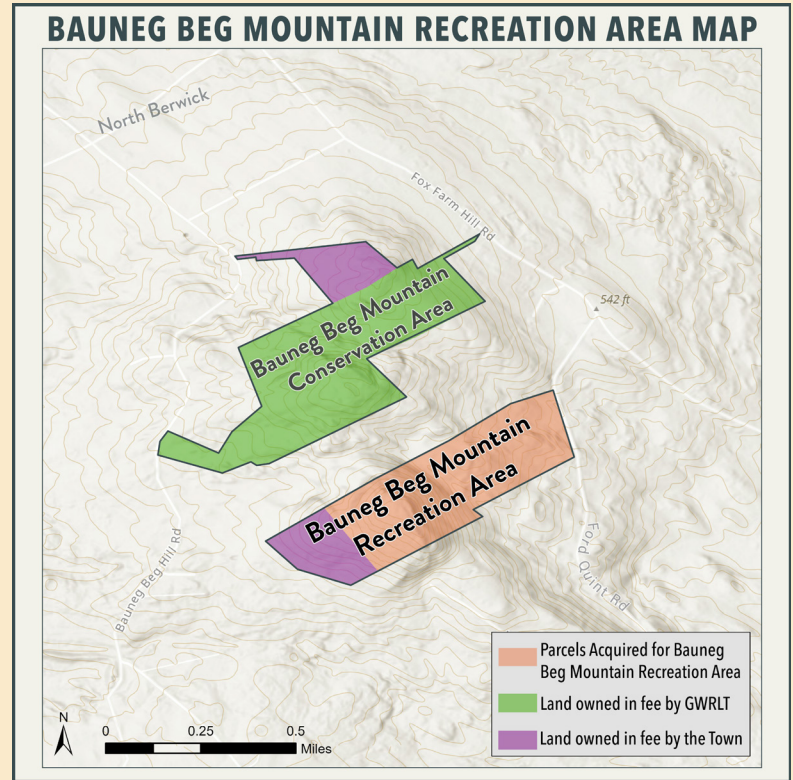 BAUNEG BEG MOUNTAIN RECREATION AREA MAP
North Berwick
Fox Farm Hill Rd
542 ft
Bauneg Beg Mountain
Conservation Area
Bauneg Beg Mountain
Recreation Area
Bauneg Beg Hill Rd
Ford Quint Rd
Parcels Acquired for Bauneg
Beg Mountain Recreation Area
Land owned in fee by GWRLT
Land owned in fee by the Town
N
0 0.25 0.5
Miles